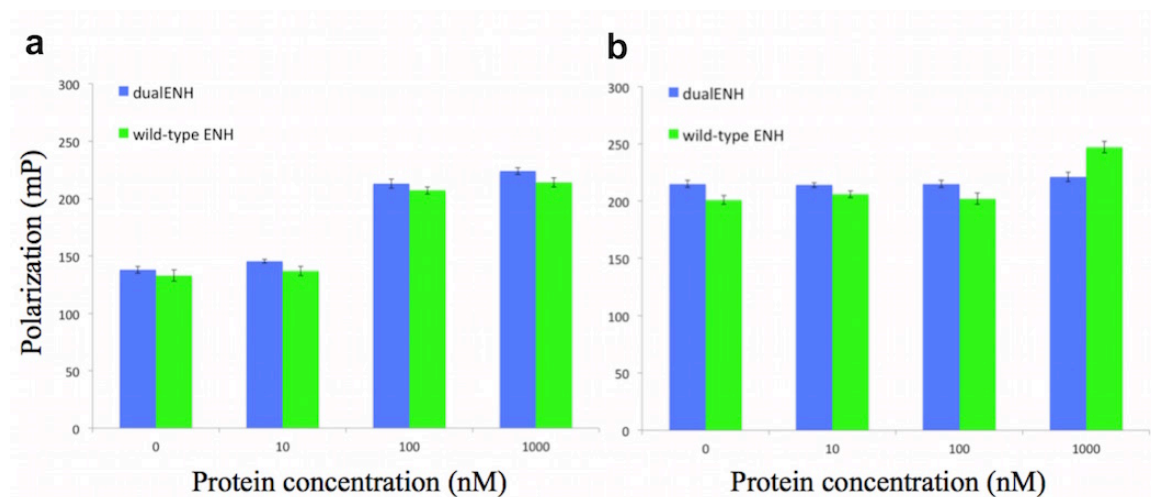 a
300
250
200
150
100
50
0
Polarization (mP)
dualENH
wild-type ENH
0 10 100 1000
Protein concentration (nM)
b
300
250
200
150
100
50
0
dualENH
wild-type ENH
0 10 100 1000
Protein concentration (nM)